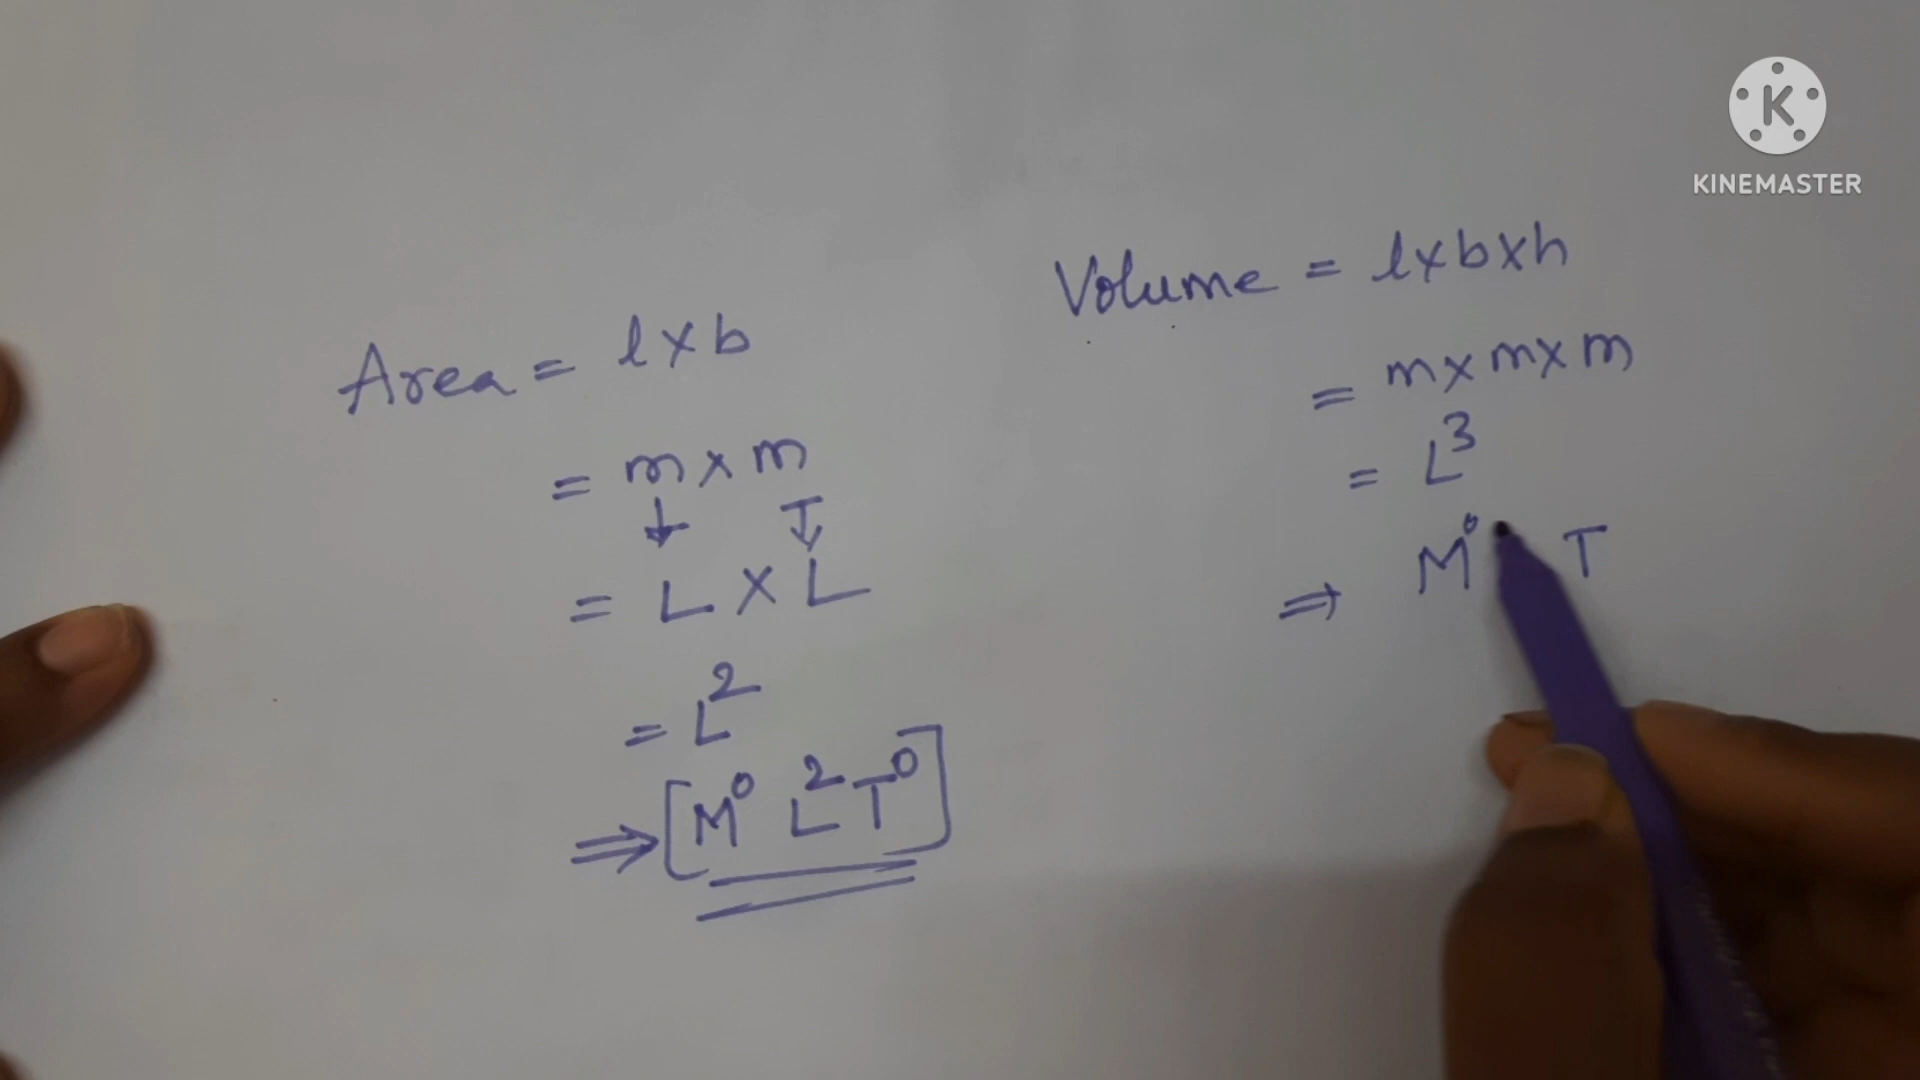 Area = l x b
= m x m
= L x L
= L²
⇒ [M⁰ L² T⁰]
Volume = l x b x h
= m x m x m
= L³
⇒ M⁰ T
K
KINEMASTER